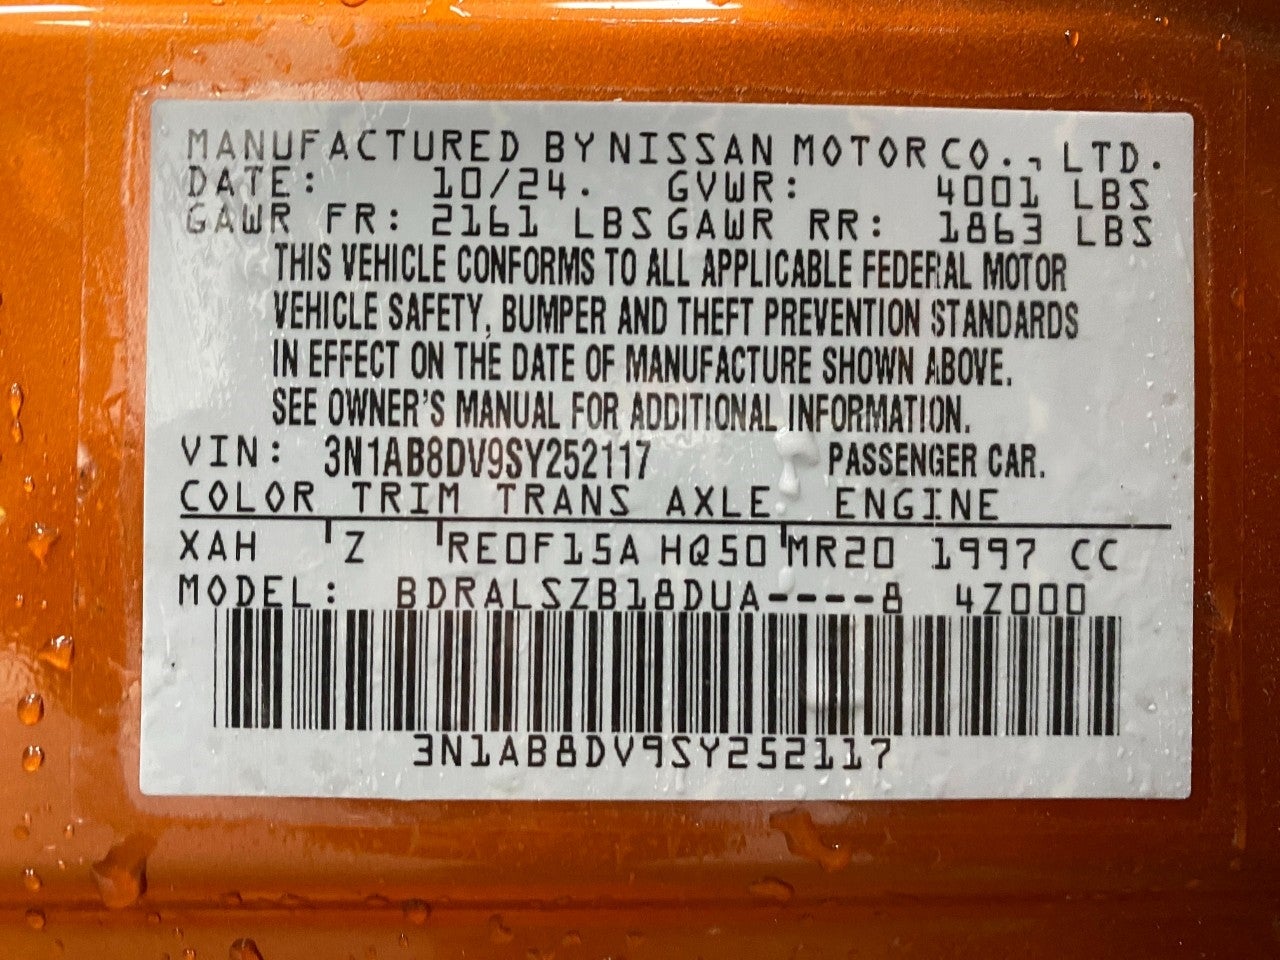 MANUFACTURED BY NISSAN MOTOR CO., LTD.
DATE: 10/24. GVWR: 4001 LBS
GAWR FR: 2161 LBS GAWR RR: 1863 LBS
THIS VEHICLE CONFORMS TO ALL APPLICABLE FEDERAL MOTOR
VEHICLE SAFETY, BUMPER AND THEFT PREVENTION STANDARDS
IN EFFECT ON THE DATE OF MANUFACTURE SHOWN ABOVE.
SEE OWNER'S MANUAL FOR ADDITIONAL INFORMATION.
VIN: 3N1AB8DV9SY252117 PASSENGER CAR.
COLOR TRIM TRANS AXLE ENGINE
XAH Z RE0F15A HQ50 MR20 1997 CC
MODEL: BDRALSZB18DUA----8 4Z000
3N1AB8DV9SY252117